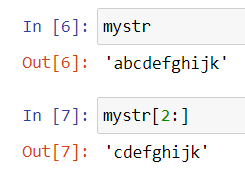 In [6]: mystr
Out[6]: 'abcdefghijk'
In [7]: mystr[2:]
Out[7]: 'cdefghijk'